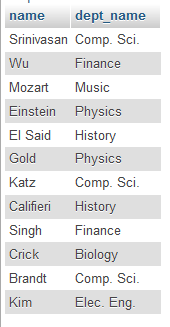 name dept_name
Srinivasan Comp. Sci.
Wu Finance
Mozart Music
Einstein Physics
El Said History
Gold Physics
Katz Comp. Sci.
Califieri History
Singh Finance
Crick Biology
Brandt Comp. Sci.
Kim Elec. Eng.